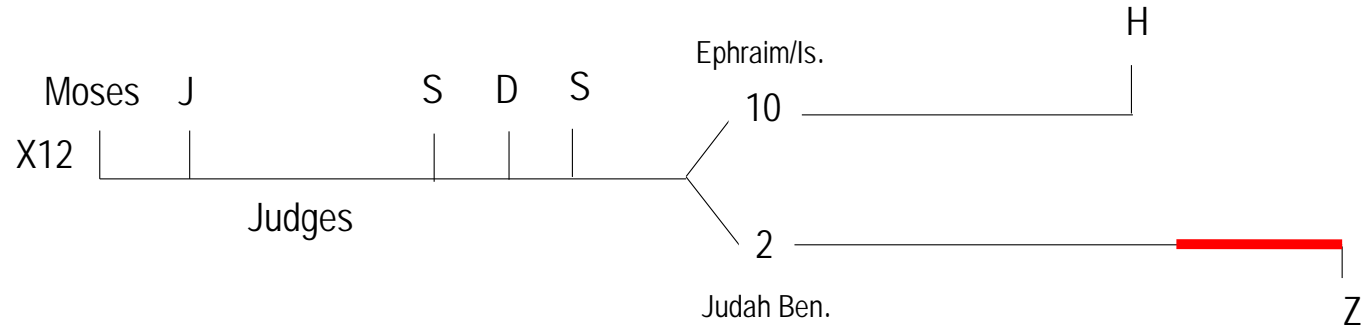 H
Ephraim/Is.
Moses J S D S
10
X12
Judges
2
Judah Ben.
Z